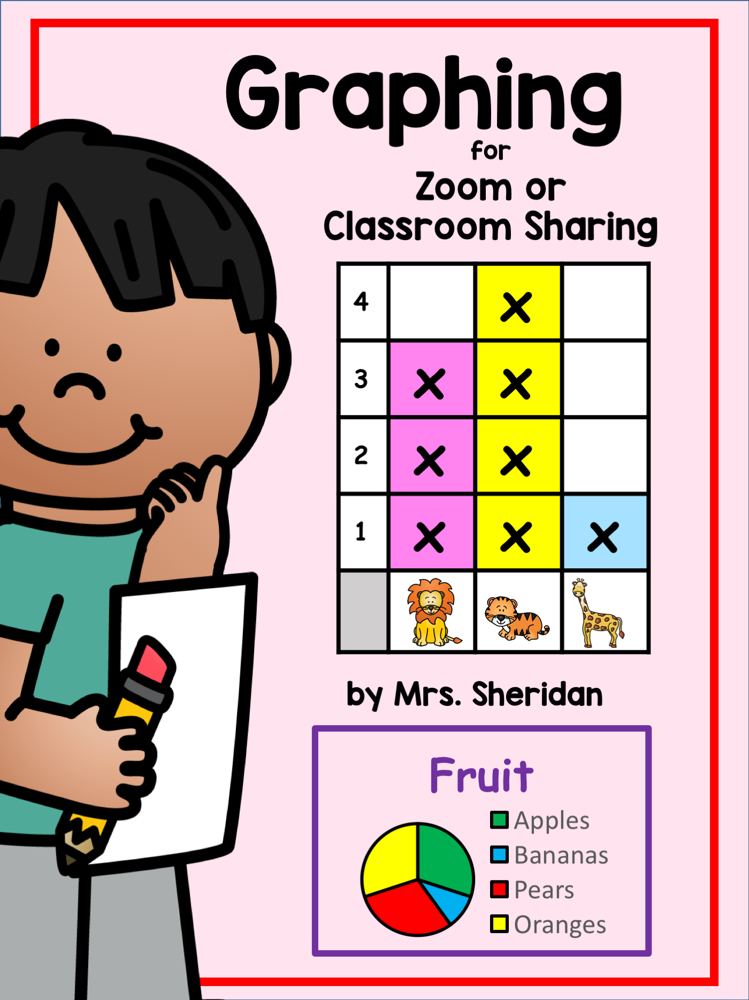 Graphing
for
Zoom or
Classroom Sharing
4
3
2
1
by Mrs. Sheridan
Fruit
Apples
Bananas
Pears
Oranges